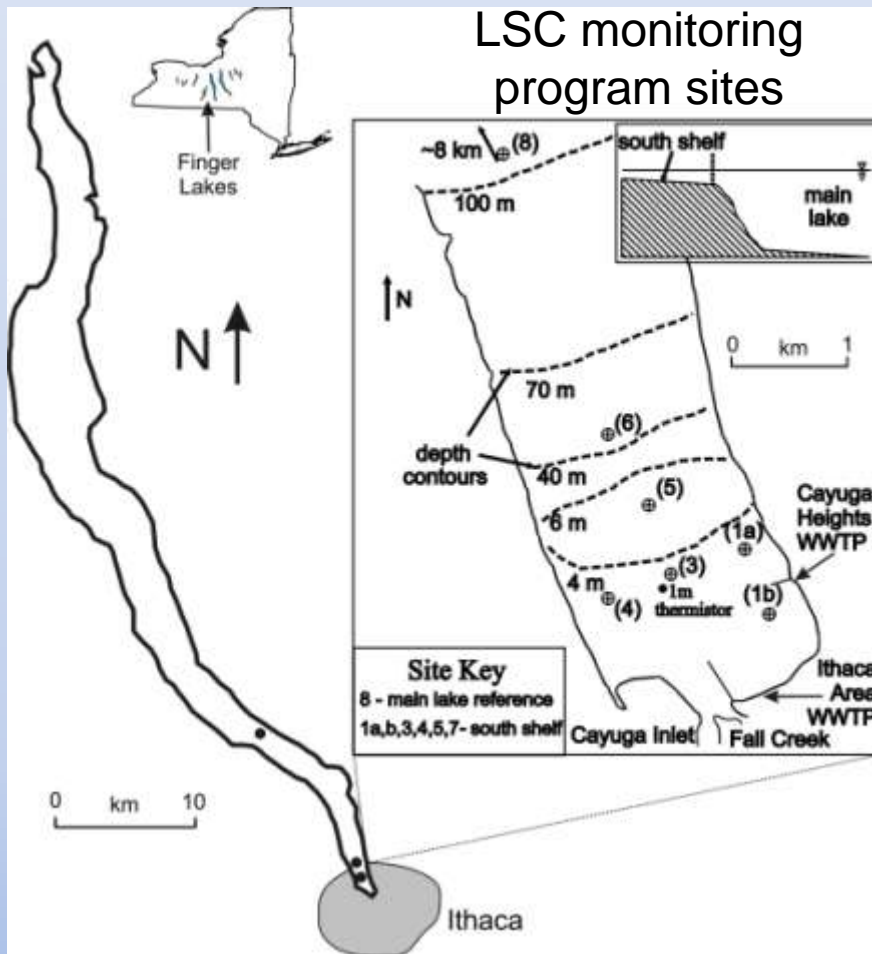 LSC monitoring
program sites
Finger
Lakes
N
0 km 10
Ithaca
~8 km
(8)
100 m
south shelf
main
lake
N
0 km 1
70 m
depth
contours
(6)
40 m
(5)
6 m
Cayuga
Heights
WWTP
(1a)
4 m
(3)
1m
thermistor
(4)
(1b)
Ithaca
Area
WWTP
Site Key
8 - main lake reference
1a,b,3,4,5,7- south shelf
Cayuga Inlet
Fall Creek